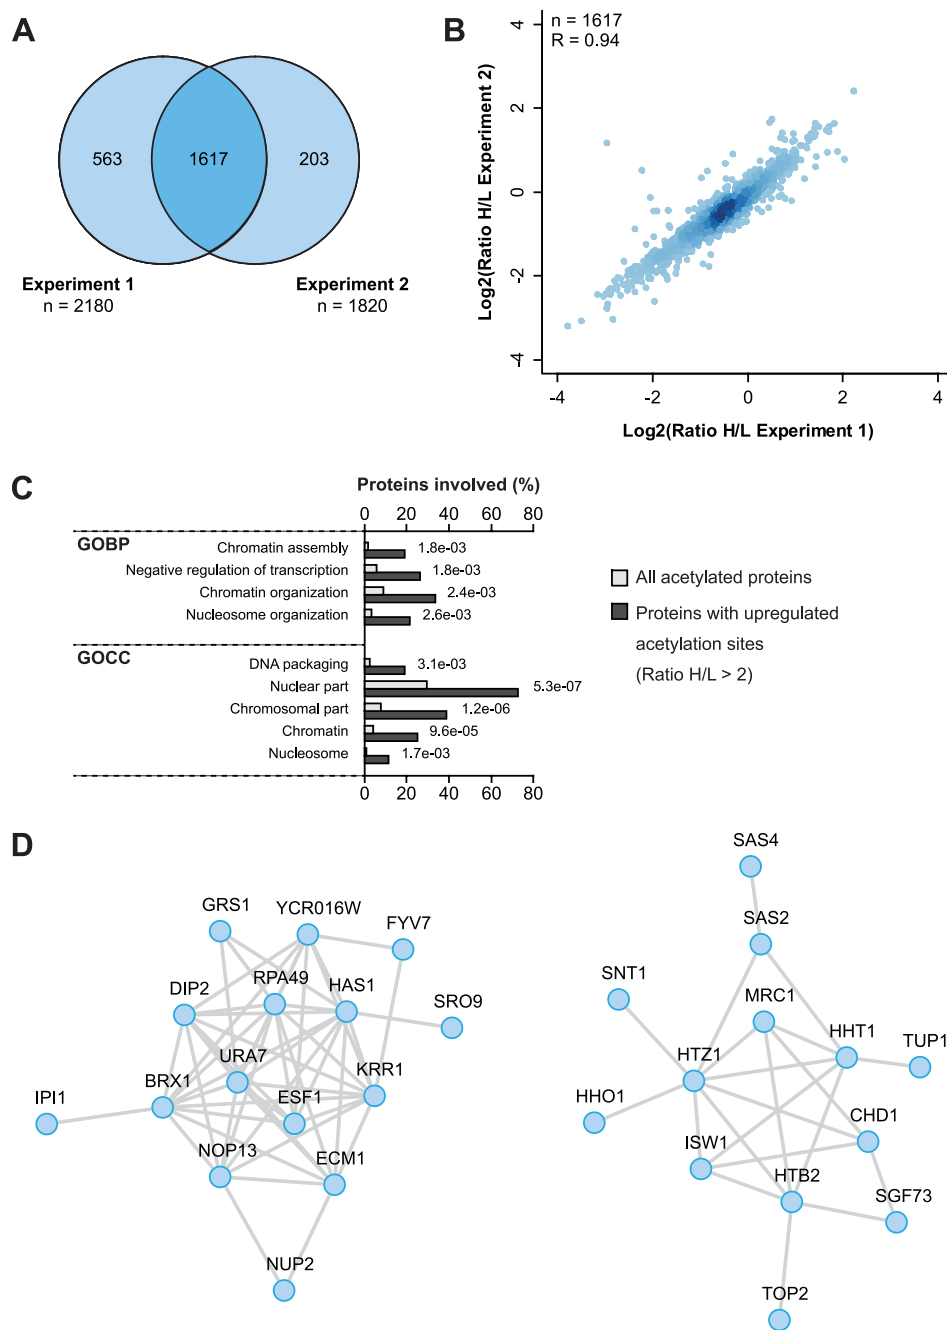 A
563
1617
203
Experiment 1
n = 2180
Experiment 2
n = 1820
B
n = 1617
R = 0.94
Log2(Ratio H/L Experiment 2)
4
2
0
-2
-4
-4
-2
0
2
4
Log2(Ratio H/L Experiment 1)
C
Proteins involved (%)
0 20 40 60 80
GOBP
Chromatin assembly 1.8e-03
Negative regulation of transcription 1.8e-03
Chromatin organization 2.4e-03
Nucleosome organization 2.6e-03
GOCC
DNA packaging 3.1e-03
Nuclear part 5.3e-07
Chromosomal part 1.2e-06
Chromatin 9.6e-05
Nucleosome 1.7e-03
0 20 40 60 80
All acetylated proteins
Proteins with upregulated
acetylation sites
(Ratio H/L > 2)
D
GRS1
YCR016W
FYV7
DIP2
RPA49
HAS1
SRO9
URA7
BRX1
KRR1
IPI1
ESF1
NOP13
ECM1
NUP2
SAS4
SAS2
SNT1
MRC1
HHT1
TUP1
HTZ1
HHO1
CHD1
ISW1
HTB2
SGF73
TOP2